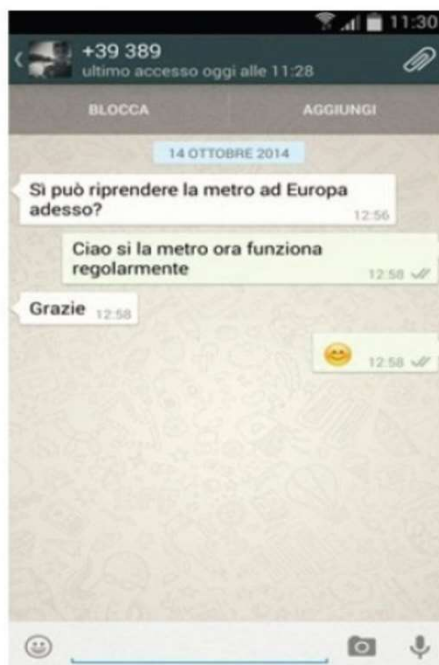 11:30
+39 389
ultimo accesso oggi alle 11:28
BLOCCA
AGGIUNGI
14 OTTOBRE 2014
Sì può riprendere la metro ad Europa
adesso?
12:56
Ciao si la metro ora funziona
regolarmente
12:58
Grazie
12:58
12:58